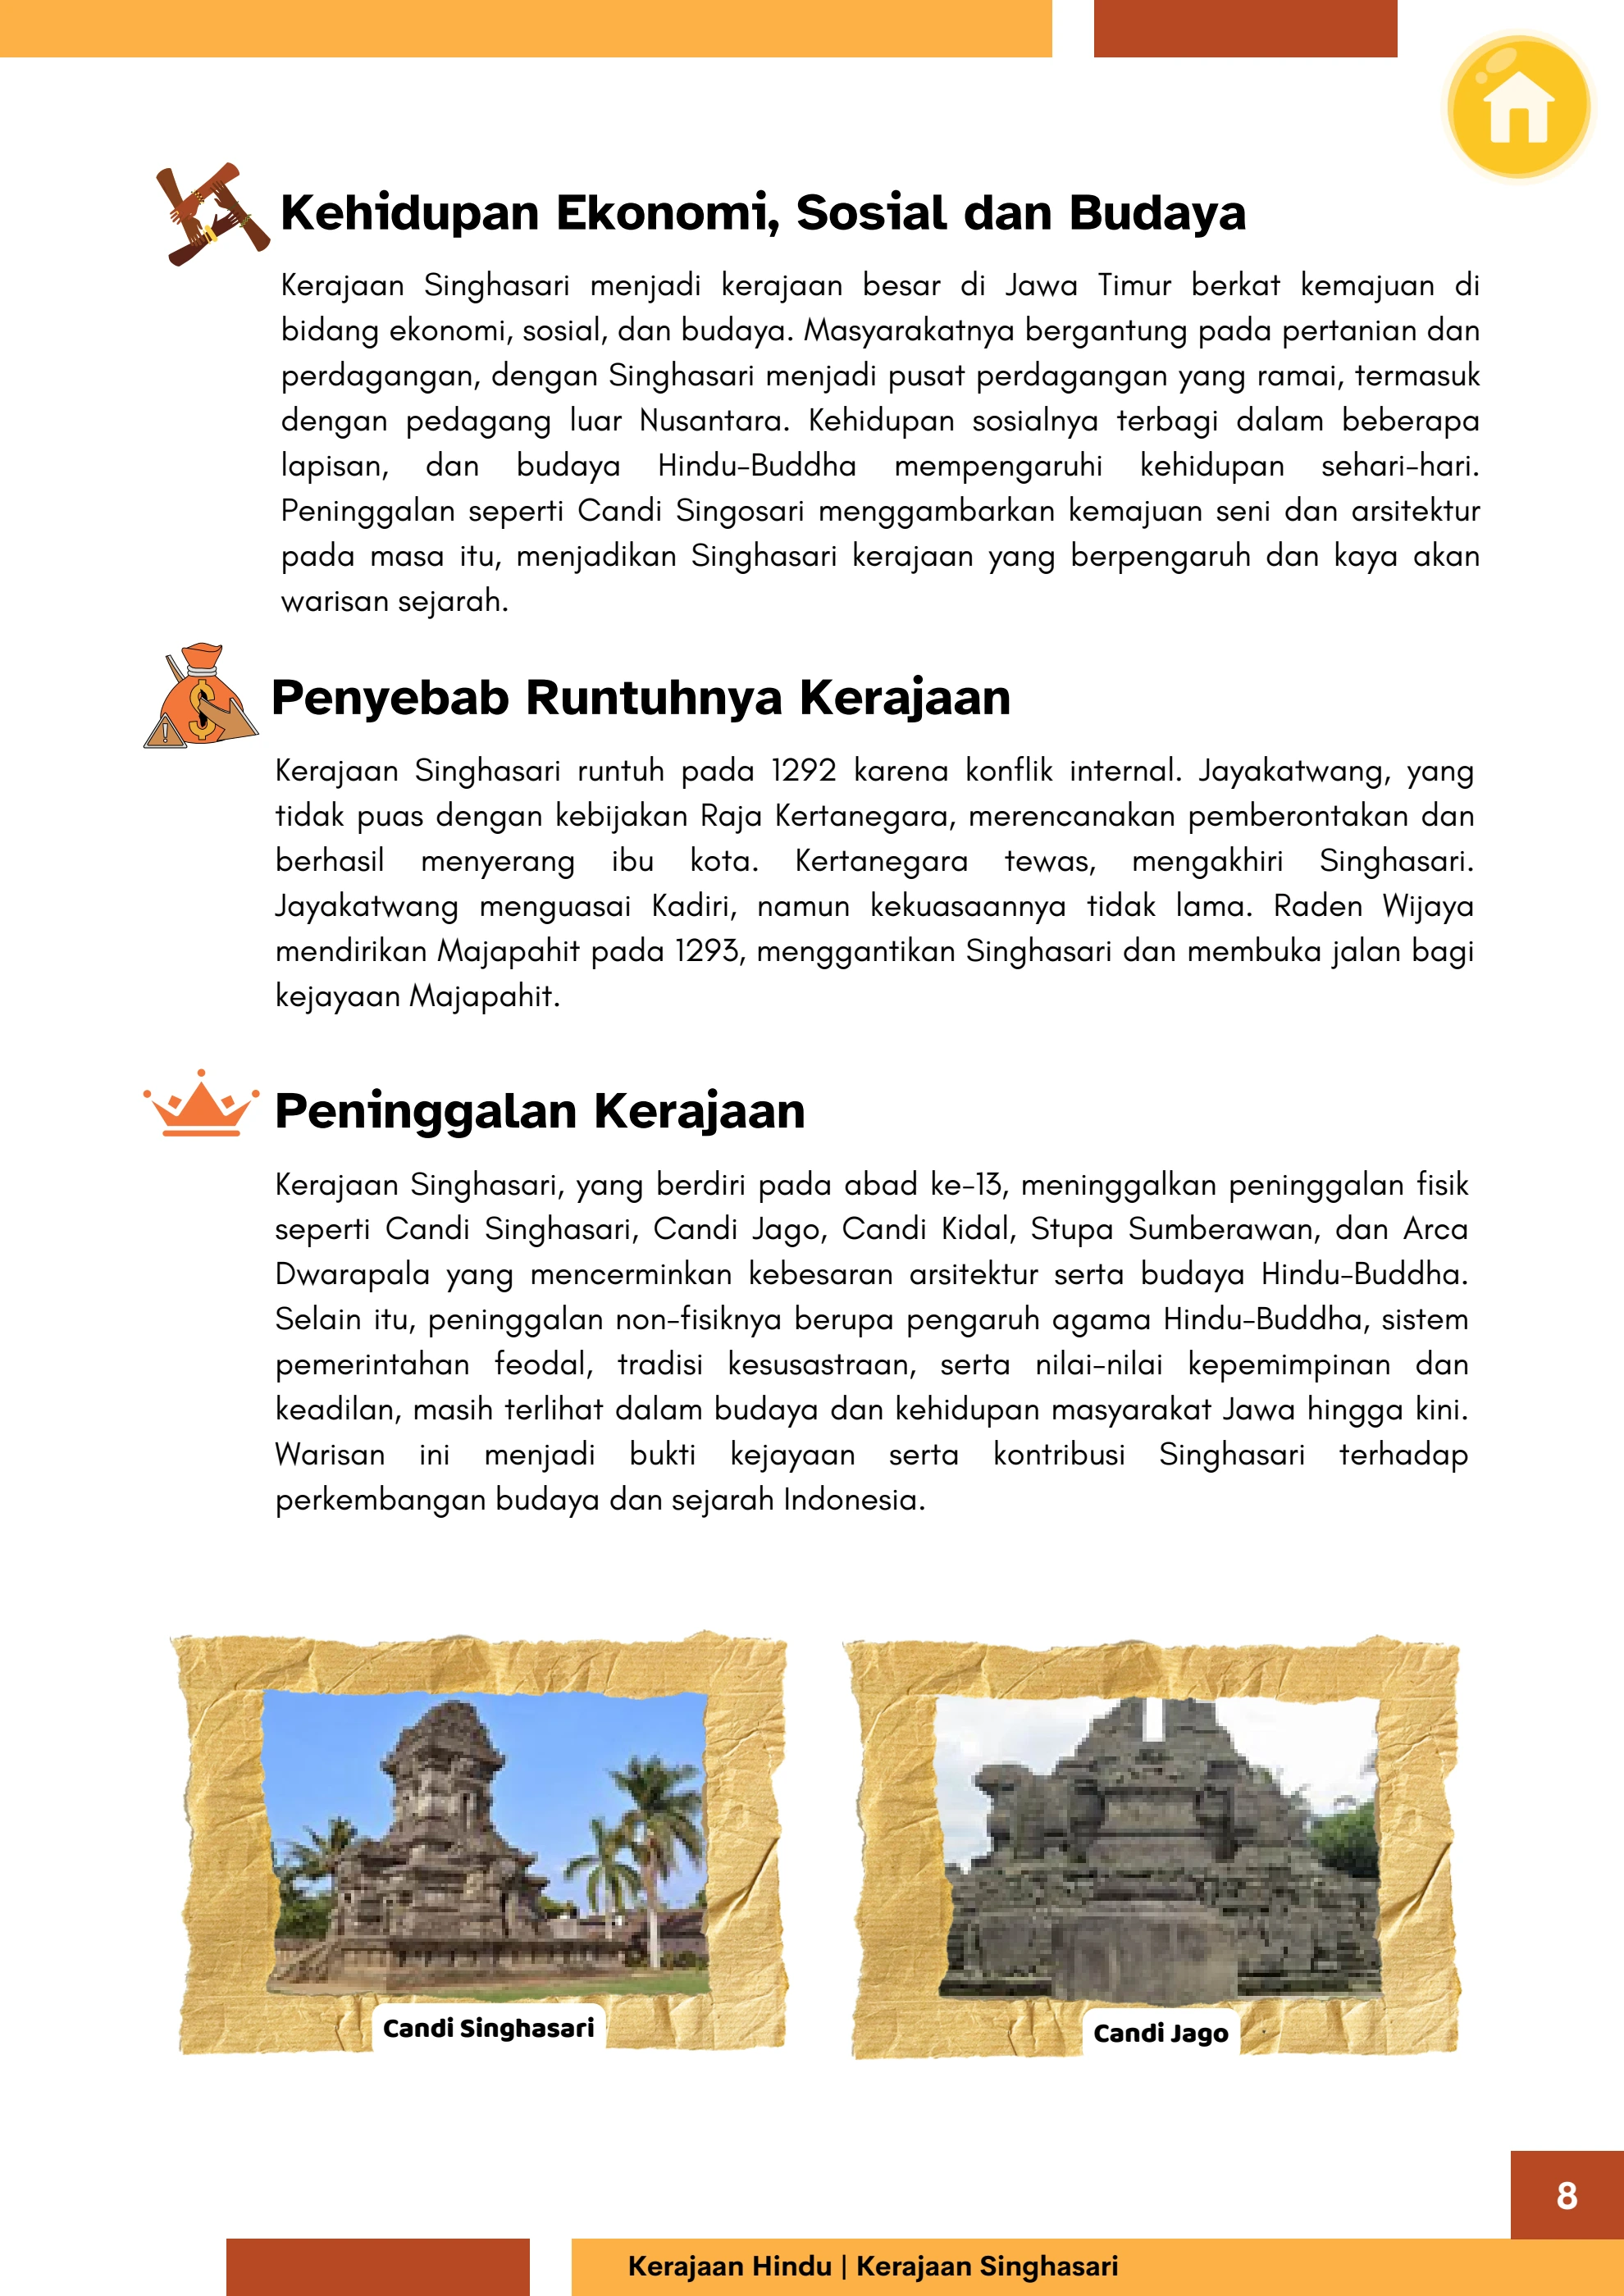 Kehidupan Ekonomi, Sosial dan Budaya
Kerajaan Singhasari menjadi kerajaan besar di Jawa Timur berkat kemajuan di
bidang ekonomi, sosial, dan budaya. Masyarakatnya bergantung pada pertanian dan
perdagangan, dengan Singhasari menjadi pusat perdagangan yang ramai, termasuk
dengan pedagang luar Nusantara. Kehidupan sosialnya terbagi dalam beberapa
lapisan, dan budaya Hindu-Buddha mempengaruhi kehidupan sehari-hari.
Peninggalan seperti Candi Singosari menggambarkan kemajuan seni dan arsitektur
pada masa itu, menjadikan Singhasari kerajaan yang berpengaruh dan kaya akan
warisan sejarah.
Penyebab Runtuhnya Kerajaan
Kerajaan Singhasari runtuh pada 1292 karena konflik internal. Jayakatwang, yang
tidak puas dengan kebijakan Raja Kertanegara, merencanakan pemberontakan dan
berhasil menyerang ibu kota. Kertanegara tewas, mengakhiri Singhasari.
Jayakatwang menguasai Kadiri, namun kekuasaannya tidak lama. Raden Wijaya
mendirikan Majapahit pada 1293, menggantikan Singhasari dan membuka jalan bagi
kejayaan Majapahit.
Peninggalan Kerajaan
Kerajaan Singhasari, yang berdiri pada abad ke-13, meninggalkan peninggalan fisik
seperti Candi Singhasari, Candi Jago, Candi Kidal, Stupa Sumberawan, dan Arca
Dwarapala yang mencerminkan kebesaran arsitektur serta budaya Hindu-Buddha.
Selain itu, peninggalan non-fisiknya berupa pengaruh agama Hindu-Buddha, sistem
pemerintahan feodal, tradisi kesusastraan, serta nilai-nilai kepemimpinan dan
keadilan, masih terlihat dalam budaya dan kehidupan masyarakat Jawa hingga kini.
Warisan ini menjadi bukti kejayaan serta kontribusi Singhasari terhadap
perkembangan budaya dan sejarah Indonesia.
Candi Singhasari
Candi Jago
8
Kerajaan Hindu | Kerajaan Singhasari